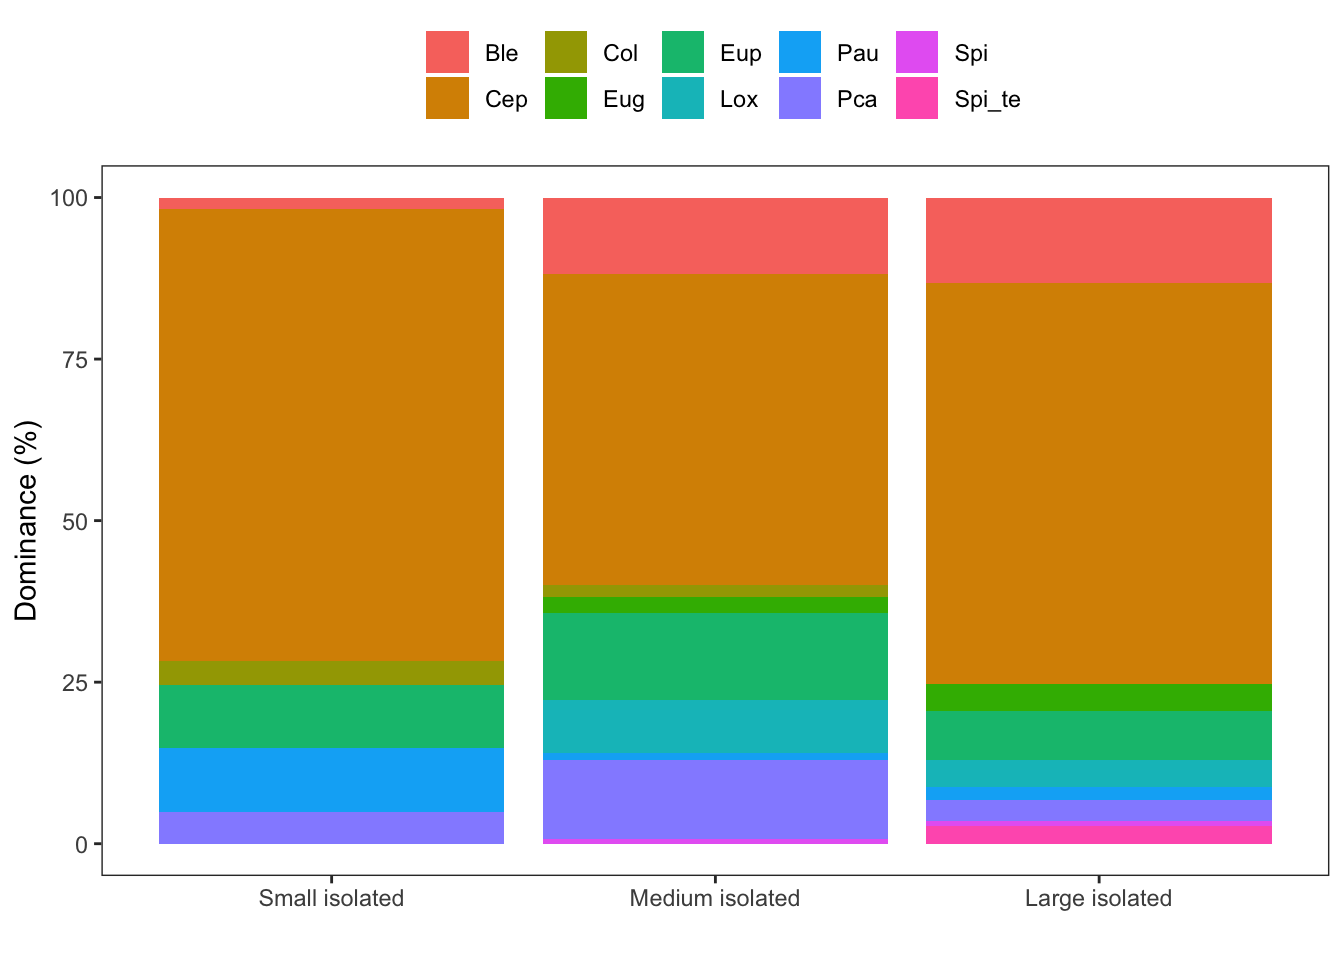 Ble Col Eup Pau Spi
Cep Eug Lox Pca Spi_te
100
75
50
25
0
Dominance (%)
Small isolated Medium isolated Large isolated